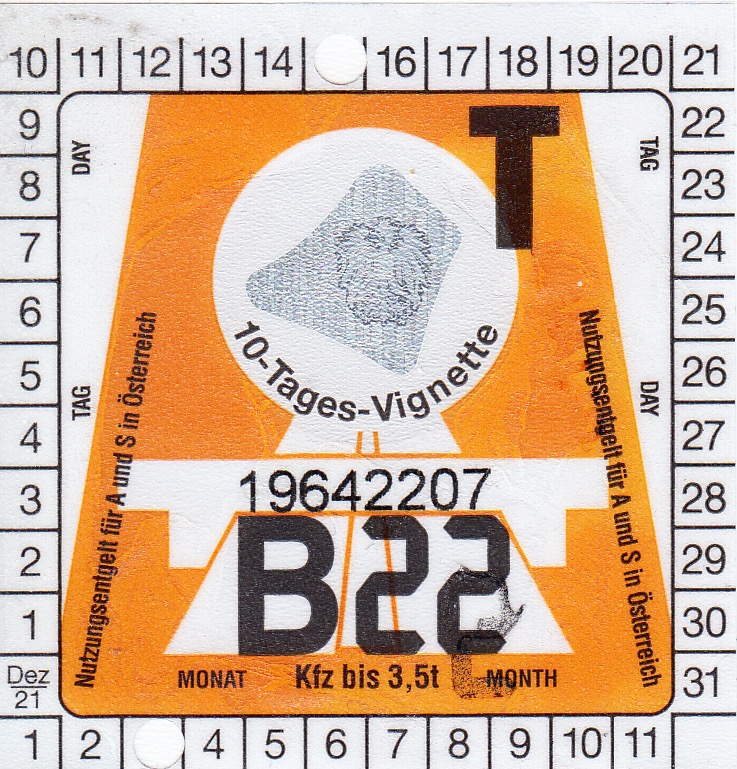 10 11 12 13 14 16 17 18 19 20 21
9 22
8 23
7 24
6 25
5 26
4 27
3 28
2 29
1 30
Dez
21
31
1 2 4 5 6 7 8 9 10 11
DAY
TAG
T
TAG
DAY
Nutzungsentgelt für A und S in Österreich
Nutzungsentgelt für A und S in Österreich
10-Tages-Vignette
19642207
B22
MONAT Kfz bis 3,5t MONTH